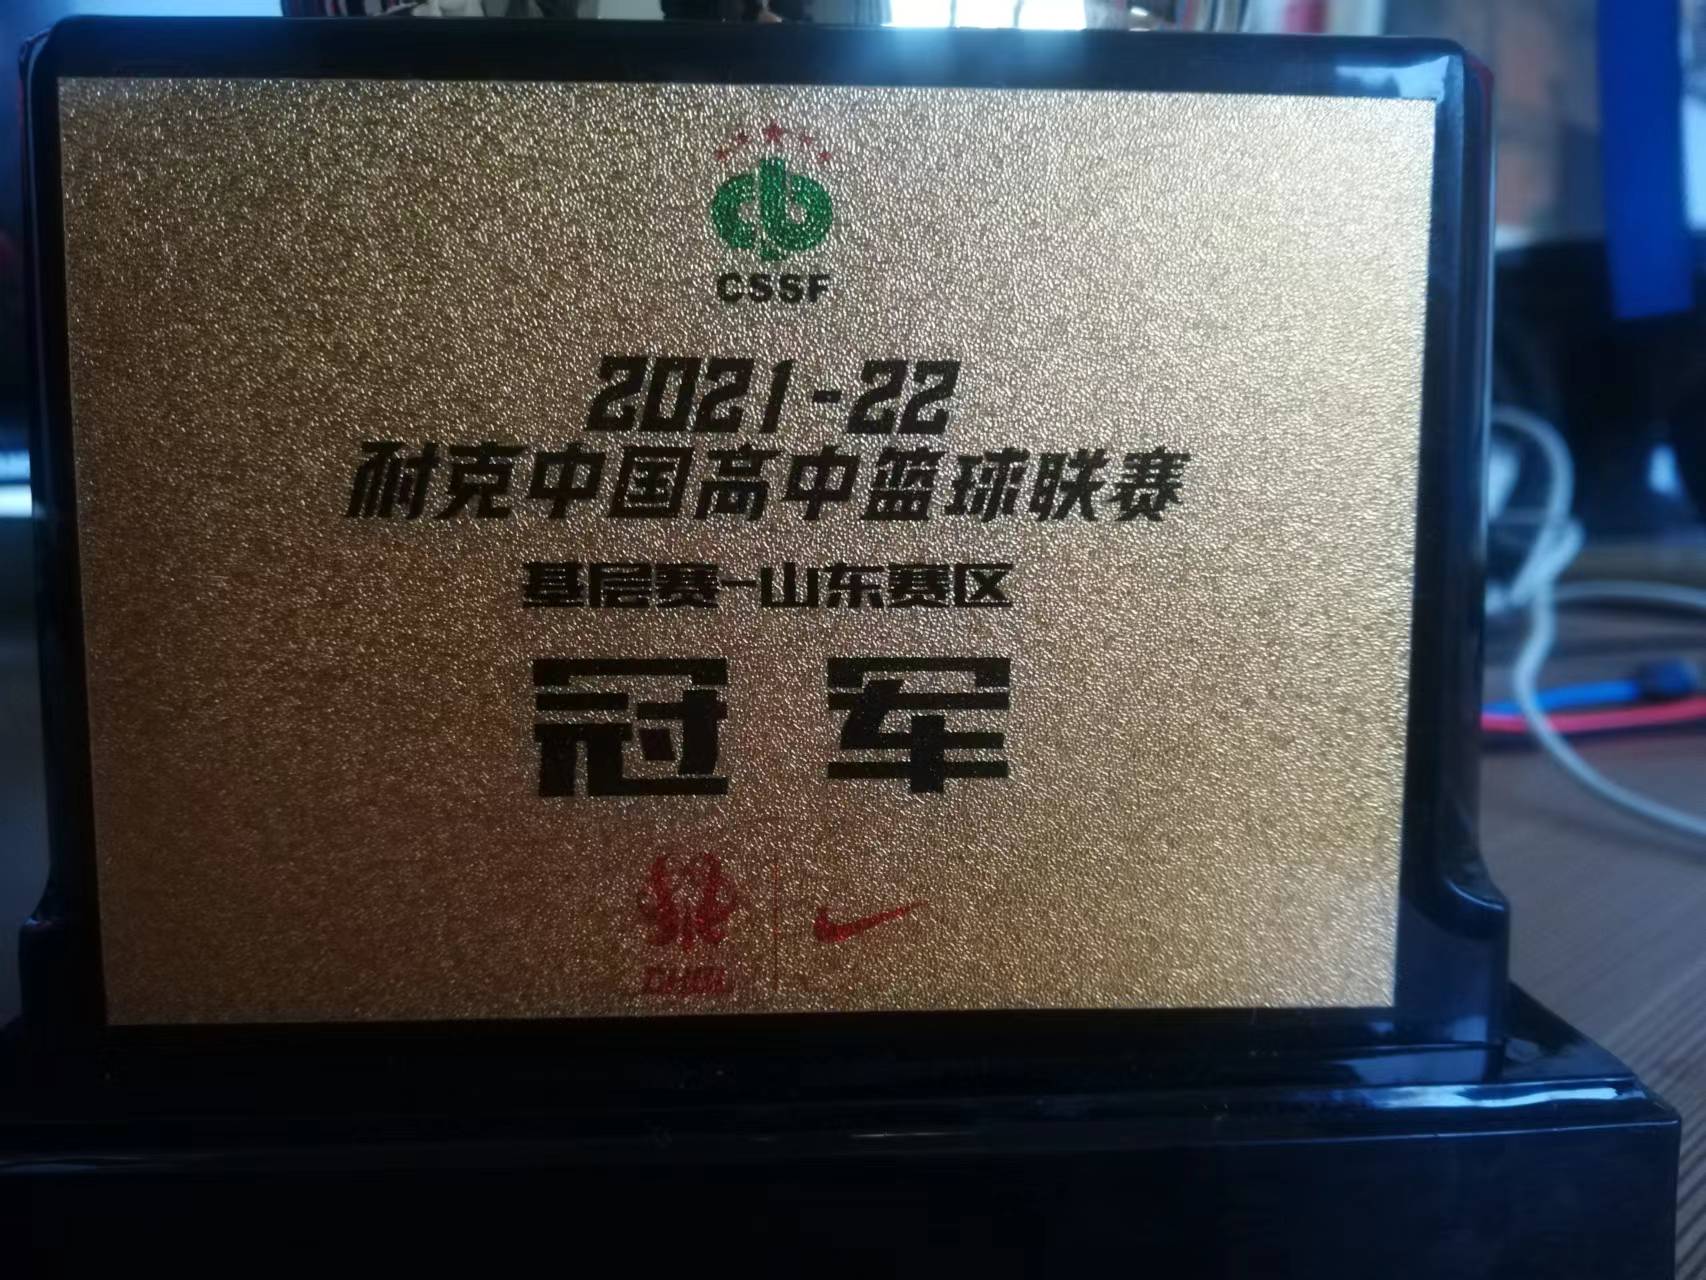 CSSF
2021-22
耐克中国高中篮球联赛
基层赛-山东赛区
冠军